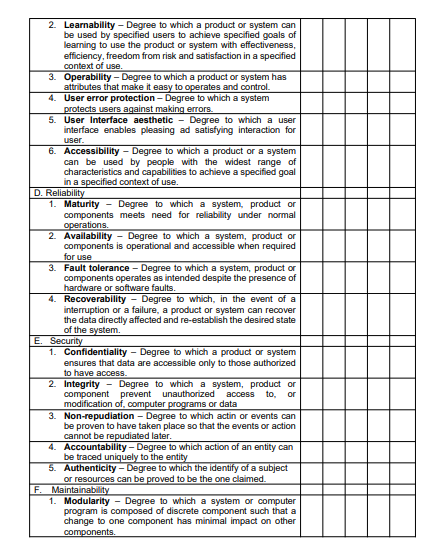 2. Learnability – Degree to which a product or system can
be used by specified users to achieve specified goals of
learning to use the product or system with effectiveness,
efficiency, freedom from risk and satisfaction in a specified
context of use.
3. Operability – Degree to which a product or system has
attributes that make it easy to operates and control.
4. User error protection – Degree to which a system
protects users against making errors.
5. User Interface aesthetic – Degree to which a user
interface enables pleasing ad satisfying interaction for
user.
6. Accessibility – Degree to which a product or a system
can be used by people with the widest range of
characteristics and capabilities to achieve a specified goal
in a specified context of use.
D. Reliability
1. Maturity – Degree to which a system, product or
components meets need for reliability under normal
operations.
2. Availability – Degree to which a system, product or
components is operational and accessible when required
for use
3. Fault tolerance – Degree to which a system, product or
components operates as intended despite the presence of
hardware or software faults.
4. Recoverability – Degree to which, in the event of a
interruption or a failure, a product or system can recover
the data directly affected and re-establish the desired state
of the system.
E. Security
1. Confidentiality – Degree to which a product or system
ensures that data are accessible only to those authorized
to have access.
2. Integrity – Degree to which a system, product or
component prevent unauthorized access to, or
modification of, computer programs or data
3. Non-repudiation – Degree to which actin or events can
be proven to have taken place so that the events or action
cannot be repudiated later.
4. Accountability – Degree to which action of an entity can
be traced uniquely to the entity
5. Authenticity – Degree to which the identify of a subject
or resources can be proved to be the one claimed.
F. Maintainability
1. Modularity – Degree to which a system or computer
program is composed of discrete component such that a
change to one component has minimal impact on other
components.